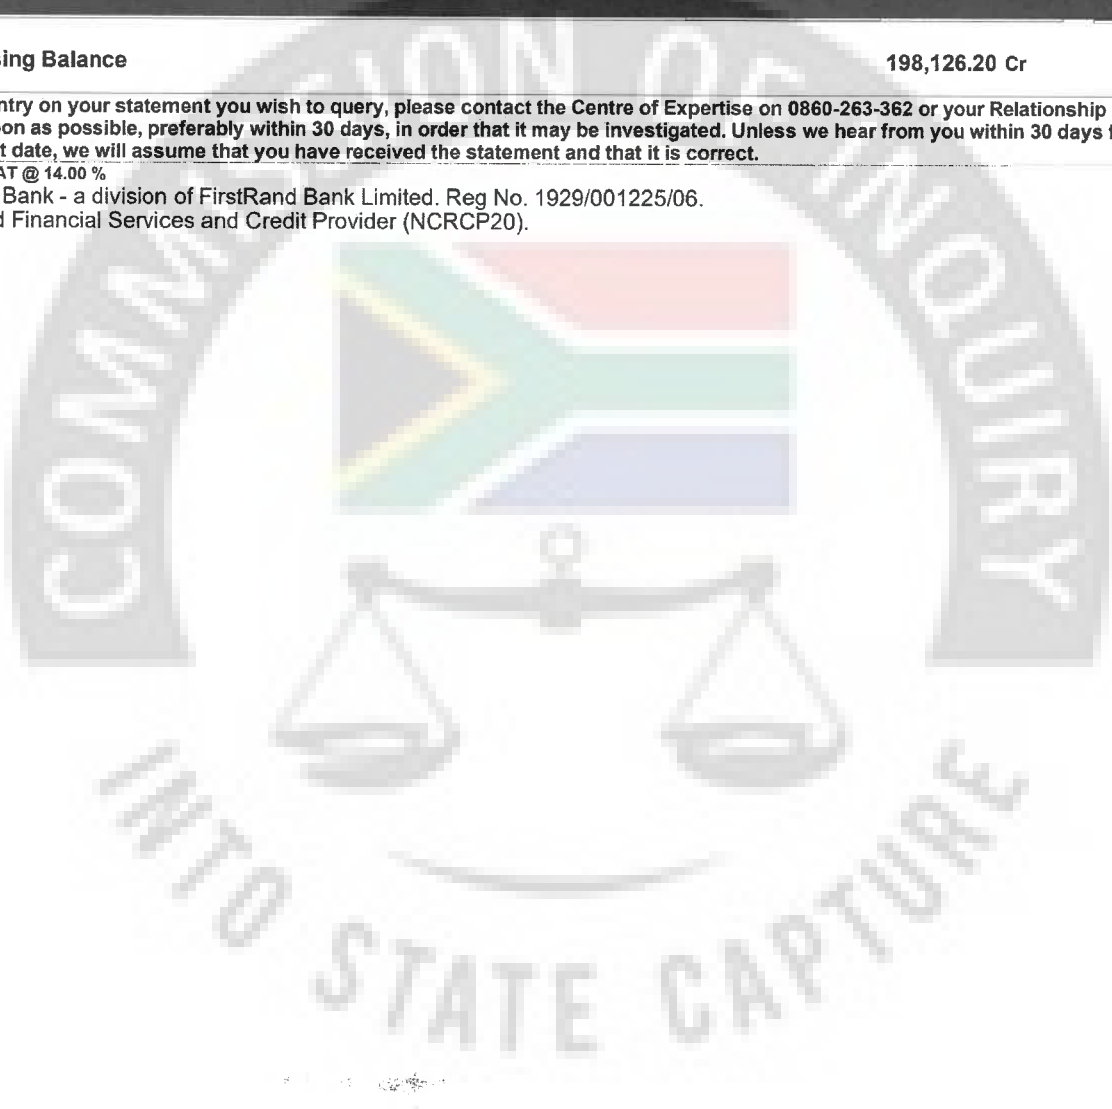 ing Balance 198,126.20 Cr
ntry on your statement you wish to query, please contact the Centre of Expertise on 0860-263-362 or your Relationship
on as possible, preferably within 30 days, in order that it may be investigated. Unless we hear from you within 30 days f
t date, we will assume that you have received the statement and that it is correct.
AT @ 14.00 %
Bank - a division of FirstRand Bank Limited. Reg No. 1929/001225/06.
d Financial Services and Credit Provider (NCRCP20).
COMMISSION OF INQUIRY
INTO STATE CAPTURE